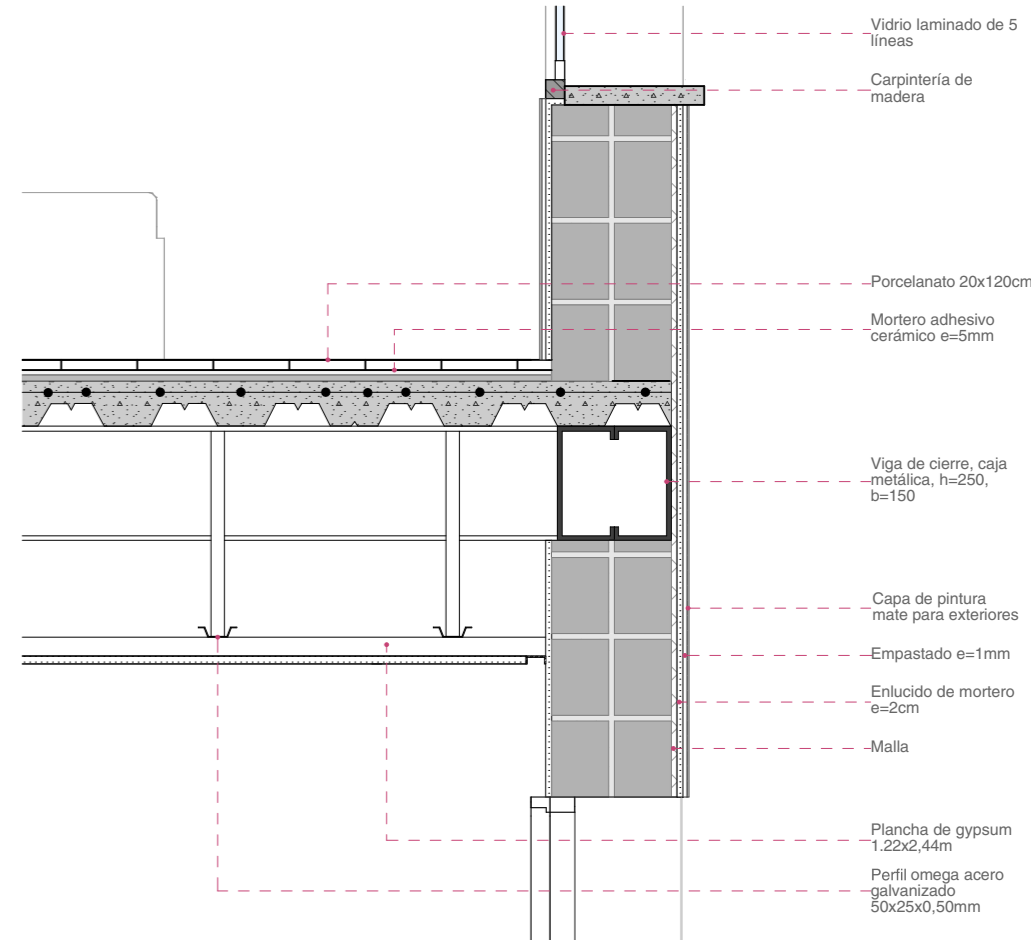 Vidrio laminado de 5
líneas
Carpintería de
madera
Porcelanato 20x120cm
Mortero adhesivo
cerámico e=5mm
Viga de cierre, caja
metálica, h=250,
b=150
Capa de pintura
mate para exteriores
Empastado e=1mm
Enlucido de mortero
e=2cm
Malla
Plancha de gypsum
1.22x2,44m
Perfil omega acero
galvanizado
50x25x0,50mm